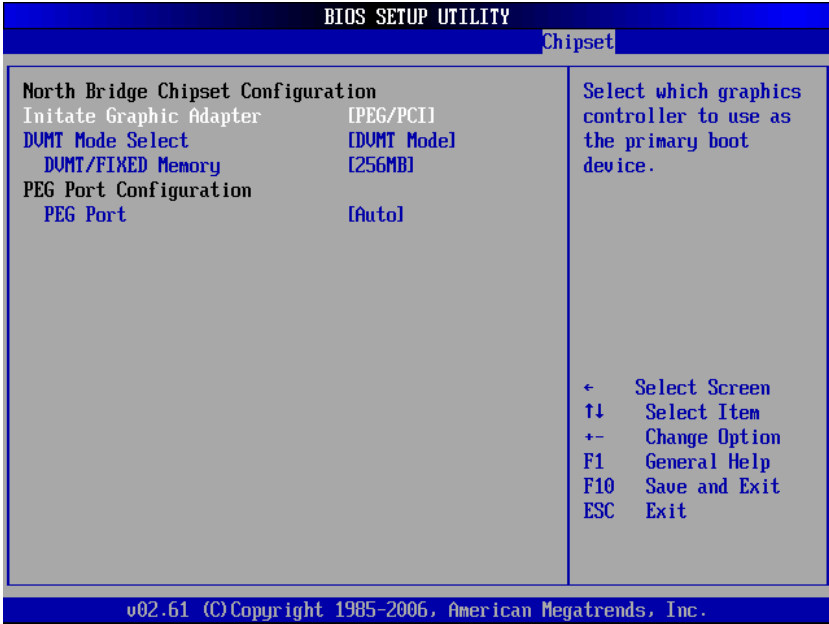 BIOS SETUP UTILITY
Chipset
North Bridge Chipset Configuration
Initate Graphic Adapter [PEG/PCI]
DVMT Mode Select [DVMT Mode]
DVMT/FIXED Memory [256MB]
PEG Port Configuration
PEG Port [Auto]
Select which graphics
controller to use as
the primary boot
device.
← Select Screen
↑↓ Select Item
+- Change Option
F1 General Help
F10 Save and Exit
ESC Exit
v02.61 (C)Copyright 1985-2006, American Megatrends, Inc.